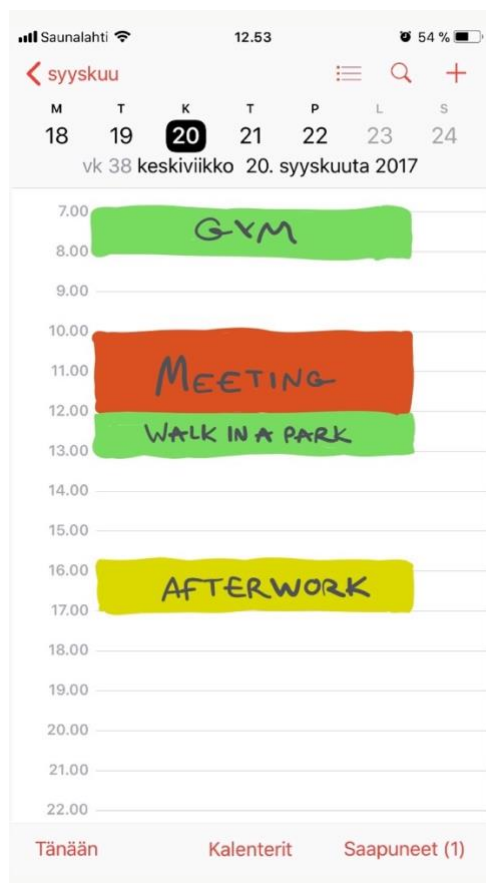 Saunalahti 12.53 54 %
syyskuu
M T K T P L S
18 19 20 21 22 23 24
vk 38 keskiviikko 20. syyskuuta 2017
7.00
GYM
8.00
9.00
10.00
11.00
MEETING
12.00
WALK IN A PARK
13.00
14.00
15.00
16.00
AFTERWORK
17.00
18.00
19.00
20.00
21.00
22.00
Tänään Kalenterit Saapuneet (1)